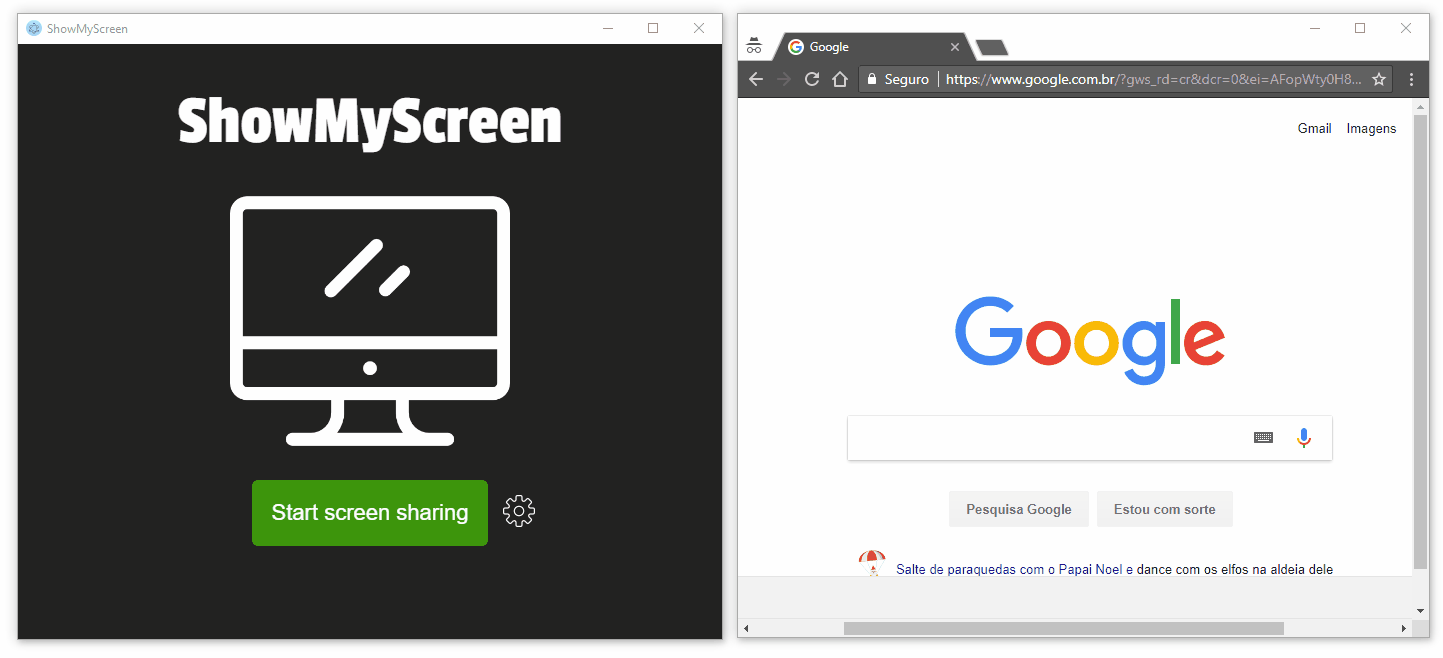 ShowMyScreen
ShowMyScreen
Start screen sharing
Google
Seguro
https://www.google.com.br/?gws_rd=cr&dcr=0&ei=AFopWty0H8...
Gmail Imagens
Google
Pesquisa Google Estou com sorte
Salte de paraquedas com o Papai Noel e dance com os elfos na aldeia dele